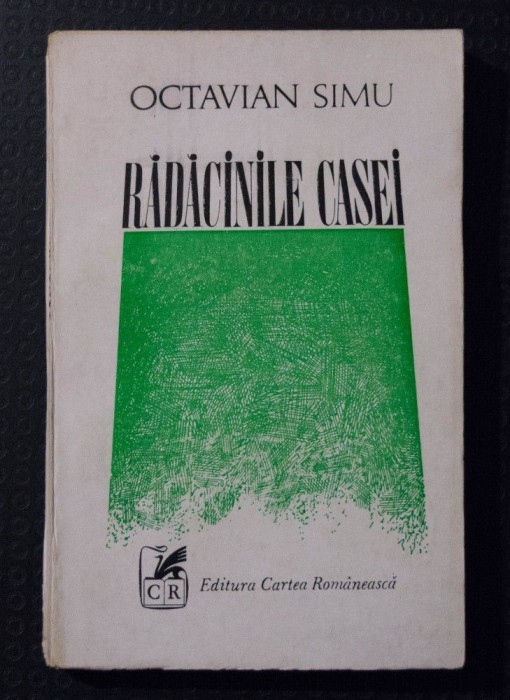 OCTAVIAN SIMU
RĂDĂCINILE CASEI
CR
Editura Cartea Românească